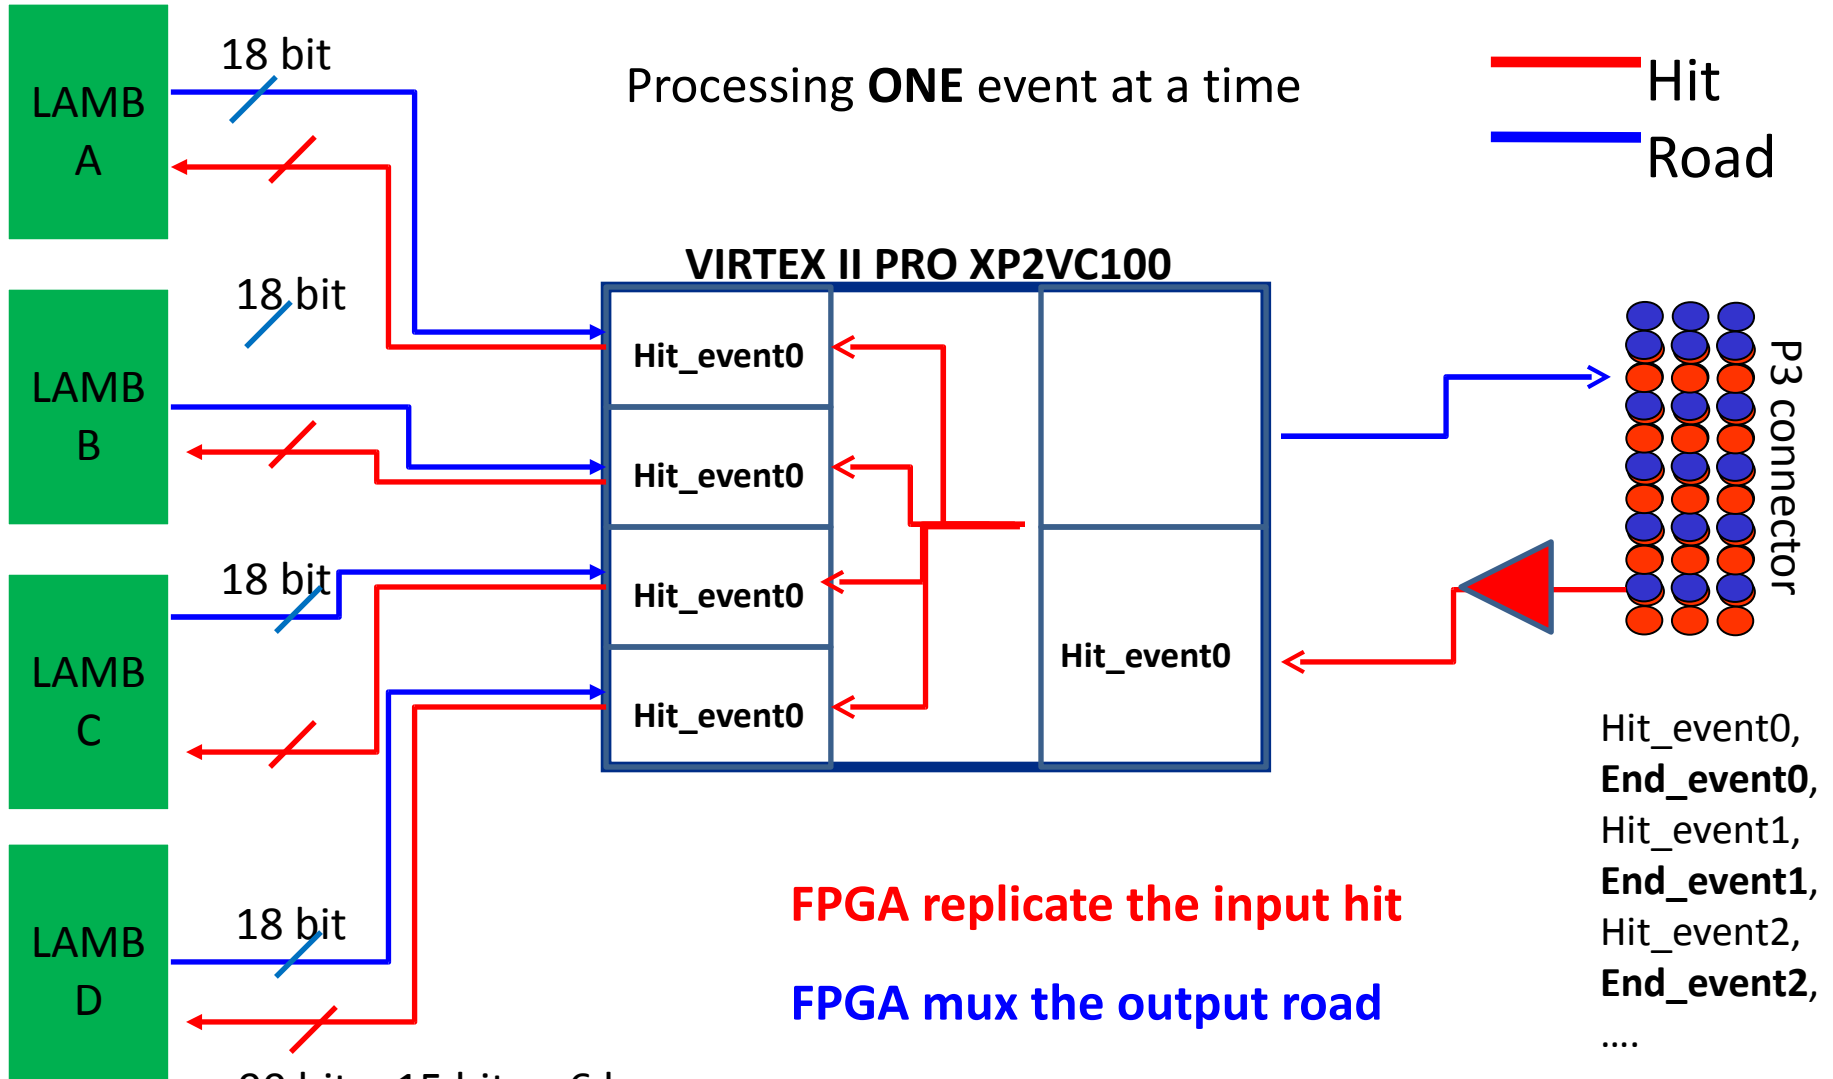 18 bit
Processing ONE event at a time
Hit
Road
LAMB
A
VIRTEX II PRO XP2VC100
18 bit
LAMB
B
Hit_event0
Hit_event0
P3 connector
18 bit
LAMB
C
Hit_event0
Hit_event0
Hit_event0
Hit_event0,
End_event0,
Hit_event1,
End_event1,
Hit_event2,
End_event2,
....
18 bit
LAMB
D
FPGA replicate the input hit
FPGA mux the output road